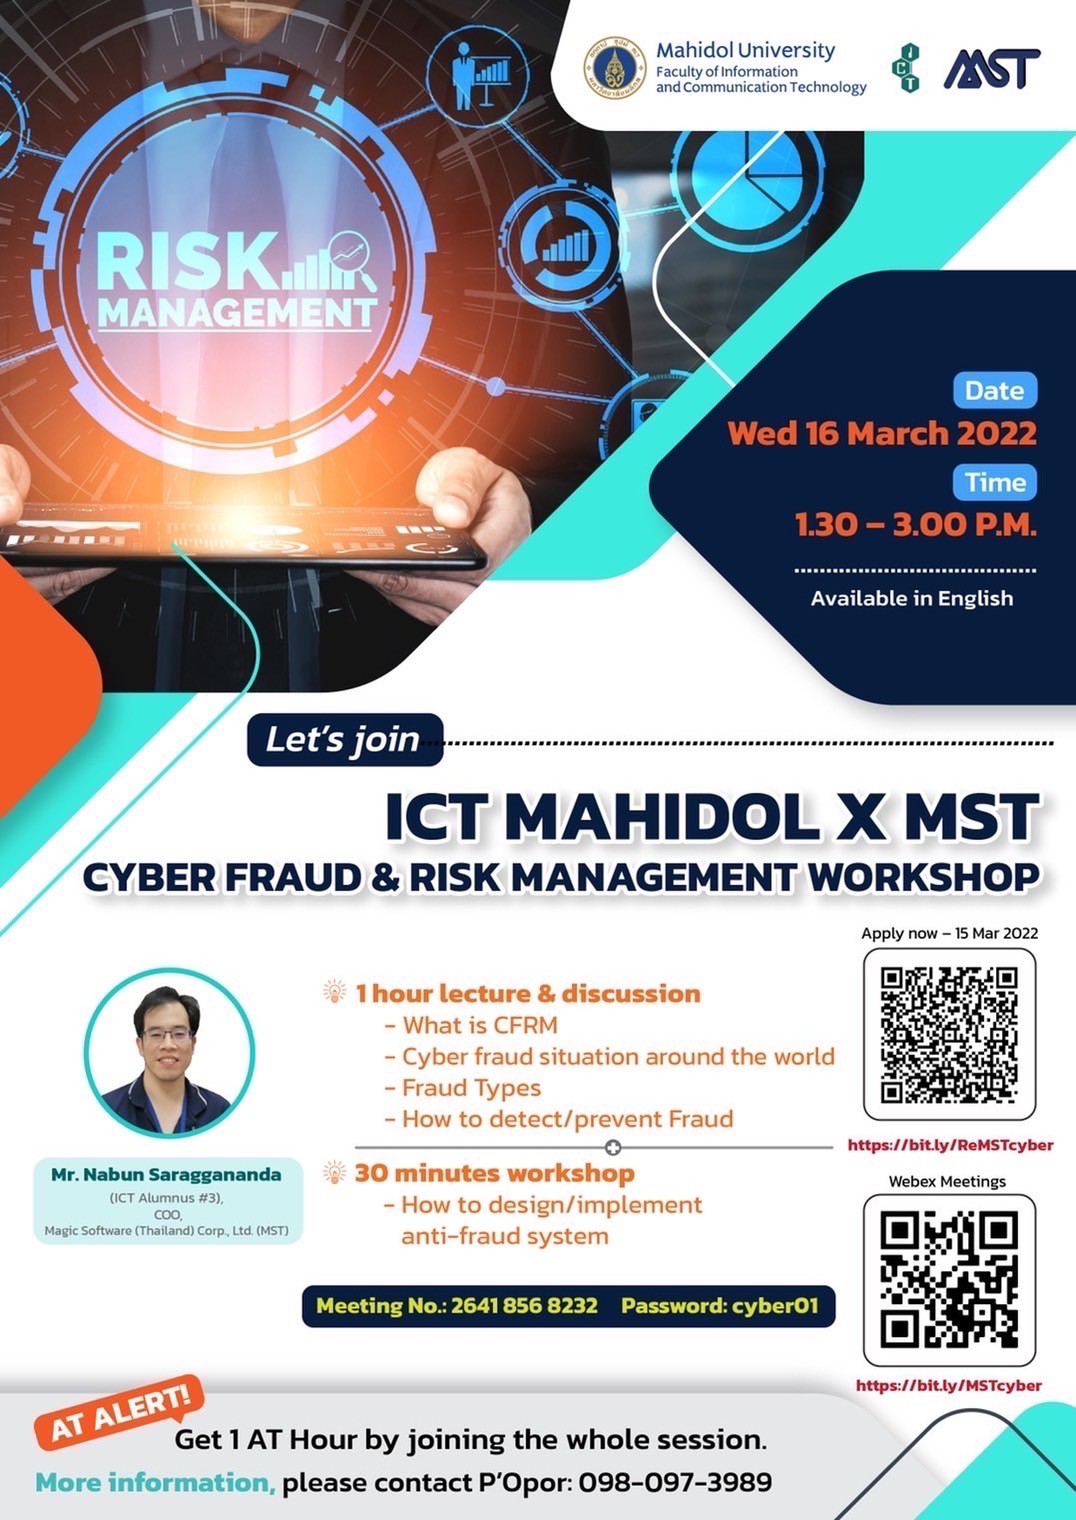 Mahidol University
Faculty of Information
and Communication Technology
ICT
MST
RISK
MANAGEMENT
Date
Wed 16 March 2022
Time
1.30 – 3.00 P.M.
Available in English
Let's join
ICT MAHIDOL X MST
CYBER FRAUD & RISK MANAGEMENT WORKSHOP
Apply now – 15 Mar 2022
https://bit.ly/ReMSTcyber
1 hour lecture & discussion
- What is CFRM
- Cyber fraud situation around the world
- Fraud Types
- How to detect/prevent Fraud
30 minutes workshop
- How to design/implement
anti-fraud system
Mr. Nabun Saraggananda
(ICT Alumnus #3),
COO,
Magic Software (Thailand) Corp., Ltd. (MST)
Webex Meetings
https://bit.ly/MSTcyber
Meeting No.: 2641 856 8232 Password: cyber01
AT ALERT!
Get 1 AT Hour by joining the whole session.
More information, please contact P'Opor: 098-097-3989